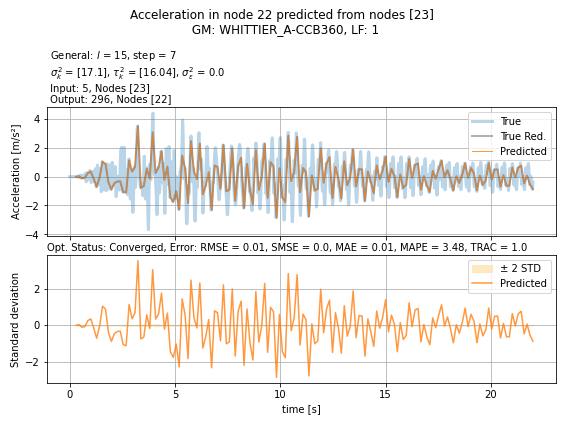 Acceleration in node 22 predicted from nodes [23]
GM: WHITTIER_A-CCB360, LF: 1
General: l = 15, step = 7
σ²ₖ = [17.1], τ²ₖ = [16.04], σ²ε = 0.0
Input: 5, Nodes [23]
Output: 296, Nodes [22]
Acceleration [m/s²]
4
2
0
−2
−4
True
True Red.
Predicted
Opt. Status: Converged, Error: RMSE = 0.01, SMSE = 0.0, MAE = 0.01, MAPE = 3.48, TRAC = 1.0
Standard deviation
2
0
−2
± 2 STD
Predicted
0
5
10
15
20
time [s]